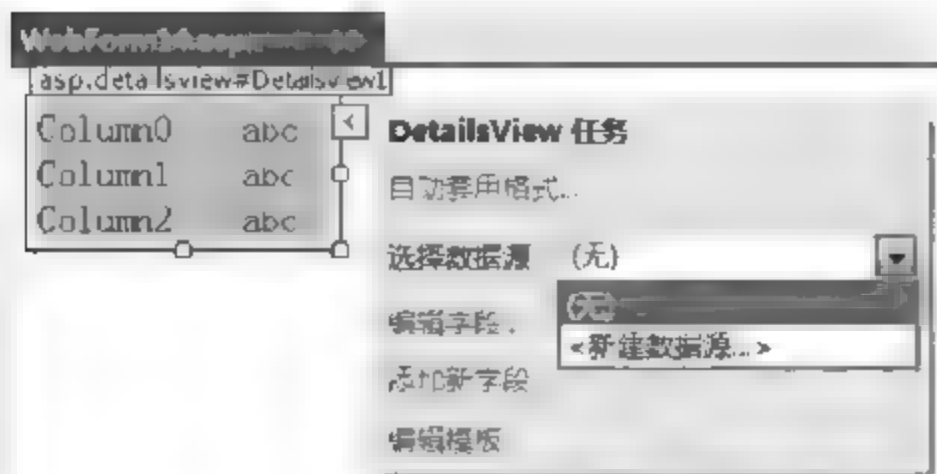 asp:detailsview#DetailsView1
Column0 abc
Column1 abc
Column2 abc
DetailsView 任务
自动套用格式...
选择数据源 (无)
(无)
<新建数据源...>
编辑字段...
添加新字段
编辑模板